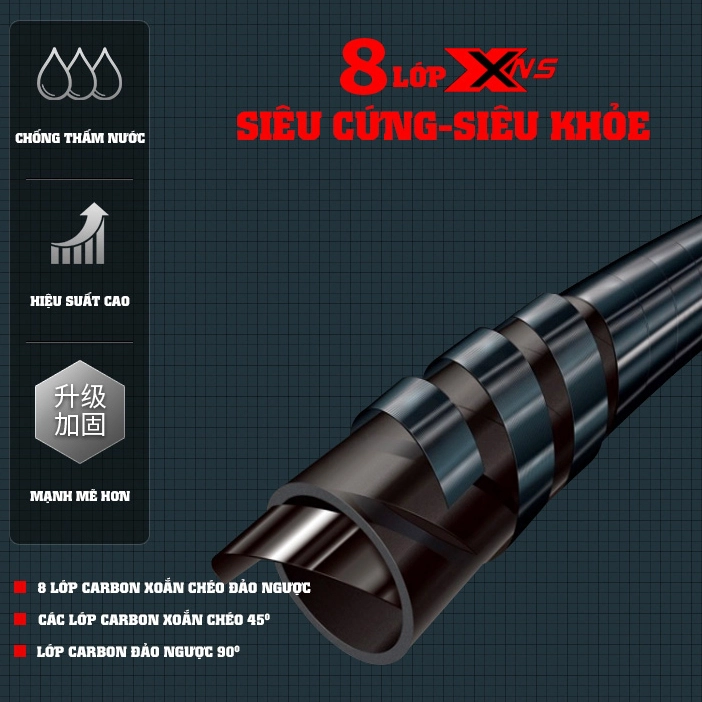 8 LỚP XNS
SIÊU CỨNG-SIÊU KHỎE
CHỐNG THẤM NƯỚC
HIỆU SUẤT CAO
升级
加固
MẠNH MẼ HƠN
8 LỚP CARBON XOẮN CHÉO ĐẢO NGƯỢC
CÁC LỚP CARBON XOẮN CHÉO 45⁰
LỚP CARBON ĐẢO NGƯỢC 90⁰